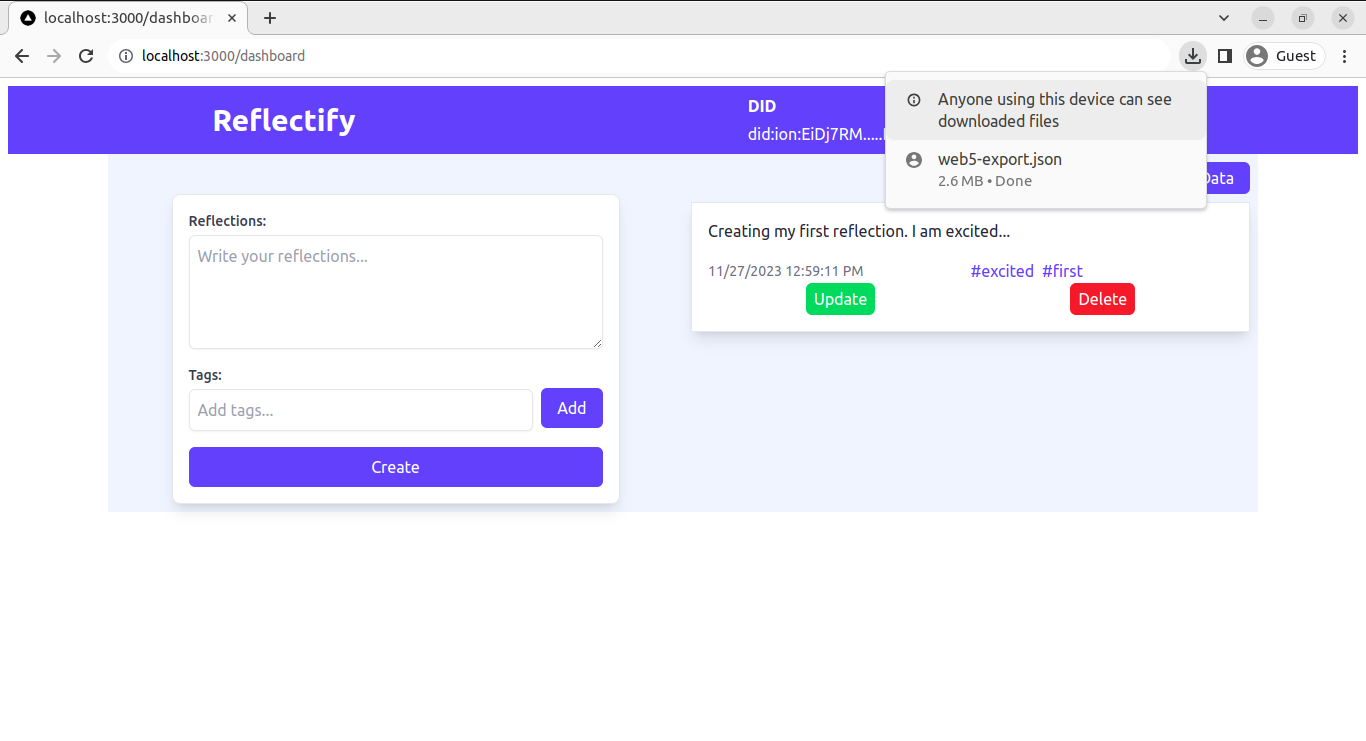 localhost:3000/dashboar
localhost:3000/dashboard
Guest
Anyone using this device can see
downloaded files
web5-export.json
2.6 MB • Done
Reflectify
DID
did:ion:EiDj7RM.....
Data
Reflections:
Write your reflections...
Tags:
Add tags...
Add
Create
Creating my first reflection. I am excited...
11/27/2023 12:59:11 PM
#excited #first
Update
Delete